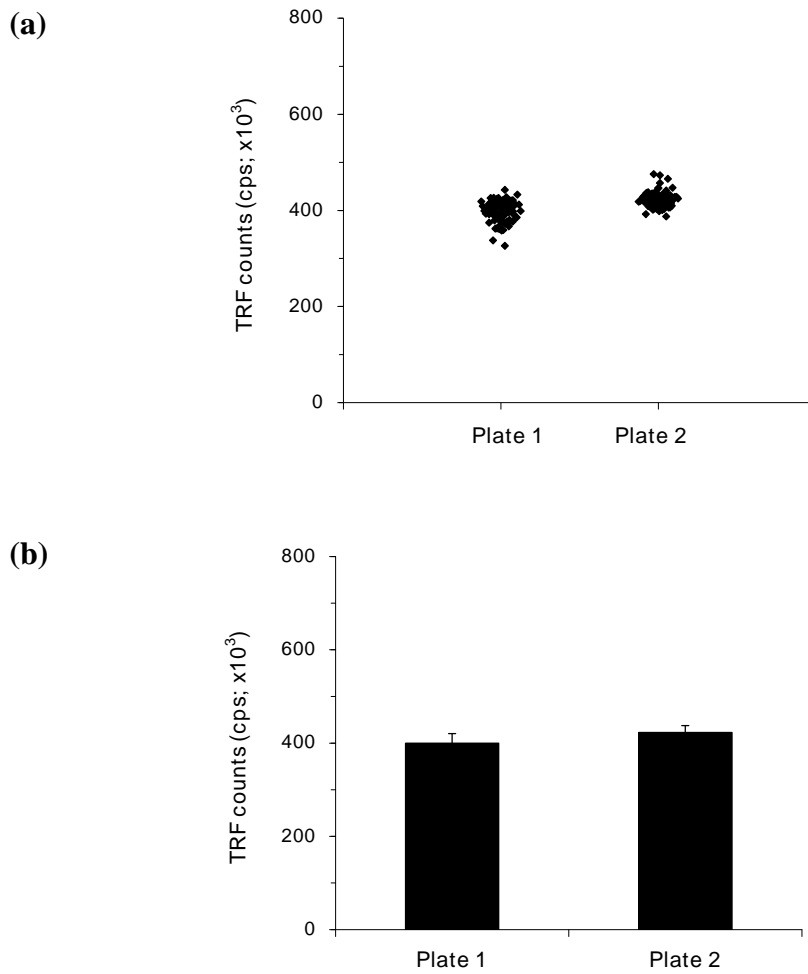 (a)
TRF counts (cps; x10³)
800
600
400
200
0
Plate 1 Plate 2
(b)
TRF counts (cps; x10³)
800
600
400
200
0
Plate 1 Plate 2